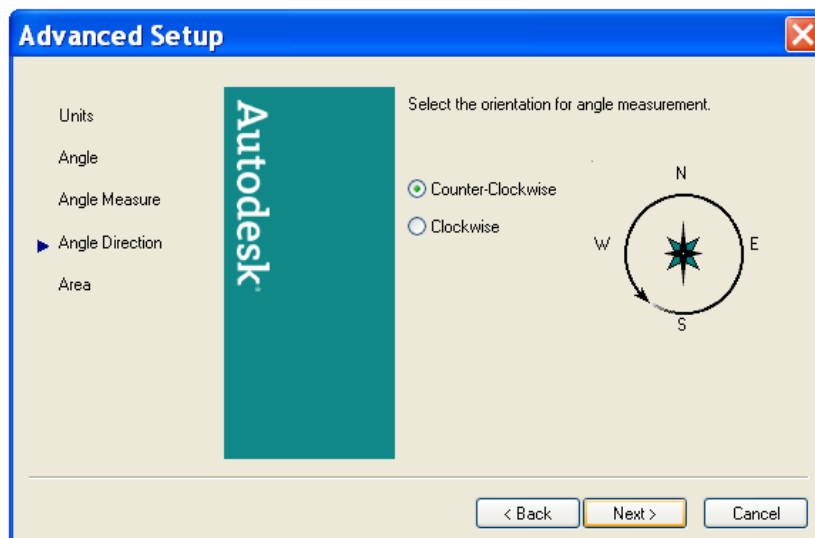 Advanced Setup
Units
Angle
Angle Measure
Angle Direction
Area
Autodesk®
Select the orientation for angle measurement.
Counter-Clockwise
Clockwise
N
W
E
S
< Back
Next >
Cancel